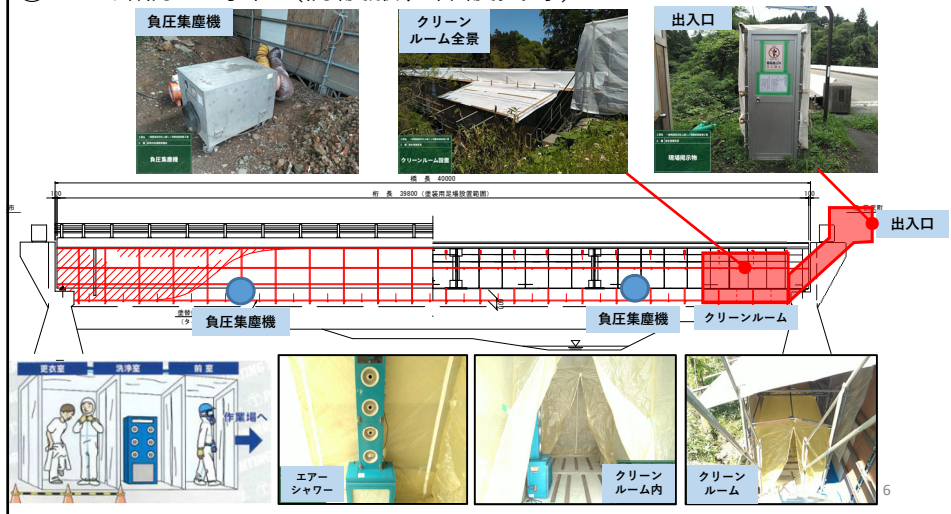 負圧集塵機
クリーン
ルーム全景
出入口
負圧集塵機
クリーンルーム設置
現場掲示物
橋 長 40000
100
桁 長 39800 (塗装用足場設置範囲)
100
市
出入口
負圧集塵機
負圧集塵機
クリーンルーム
更衣室
洗浄室
前 室
作業場へ
エアー
シャワー
クリーン
ルーム内
クリーン
ルーム
6